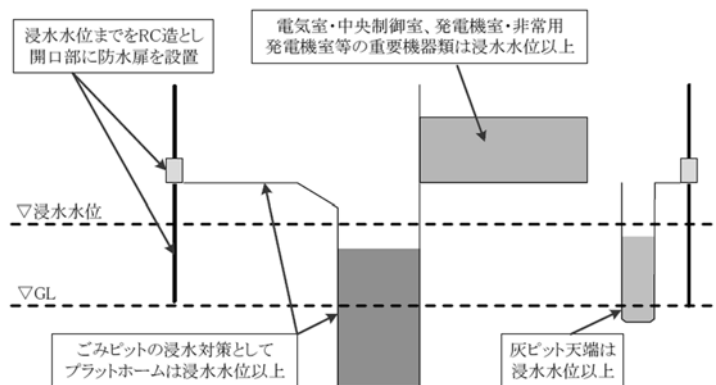 浸水水位までをRC造とし
開口部に防水扉を設置
電気室・中央制御室、発電機室・非常用
発電機室等の重要機器類は浸水水位以上
▽浸水水位
▽GL
ごみピットの浸水対策として
プラットホームは浸水水位以上
灰ピット天端は
浸水水位以上